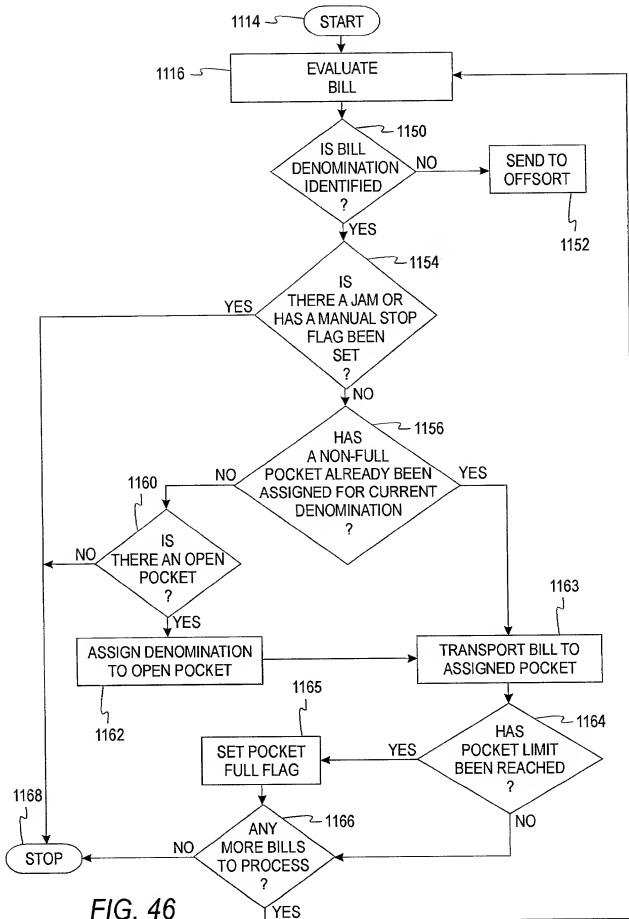 1114
START
1116
EVALUATE
BILL
1150
IS BILL
DENOMINATION
IDENTIFIED
?
NO
SEND TO
OFFSORT
1152
YES
1154
IS
THERE A JAM OR
HAS A MANUAL STOP
FLAG BEEN
SET
?
YES
NO
1156
HAS
A NON-FULL
POCKET ALREADY BEEN
ASSIGNED FOR CURRENT
DENOMINATION
?
NO
YES
1160
IS
THERE AN OPEN
POCKET
?
NO
YES
ASSIGN DENOMINATION
TO OPEN POCKET
1162
1163
TRANSPORT BILL TO
ASSIGNED POCKET
1164
HAS
POCKET LIMIT
BEEN REACHED
?
YES
NO
1165
SET POCKET
FULL FLAG
1166
ANY
MORE BILLS
TO PROCESS
?
NO
YES
1168
STOP
FIG. 46